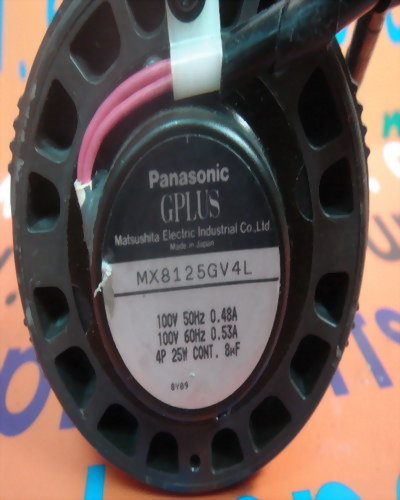 Panasonic
GPLUS
Matsushita Electric Industrial Co.,Ltd
Made in Japan
MX8125GV4L
100V 50Hz 0.48A
100V 60Hz 0.53A
4P 25W CONT. 8μF
8Y09